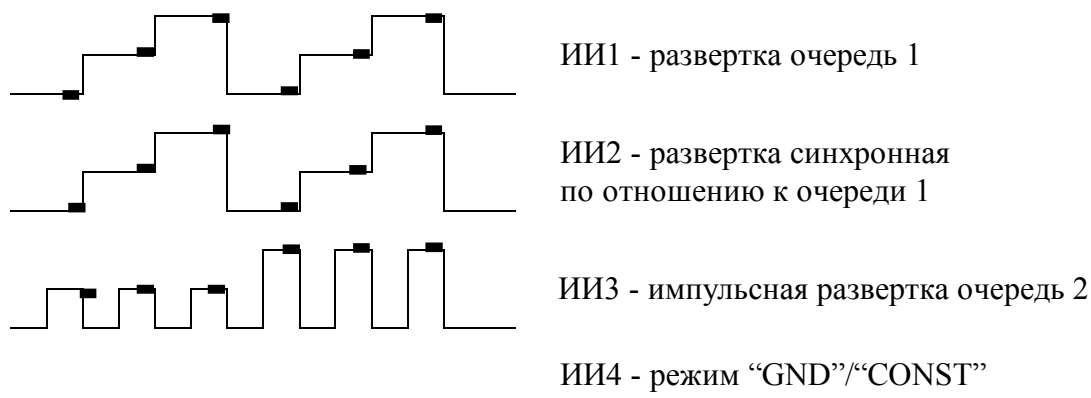 ИИ1 - развертка очередь 1
ИИ2 - развертка синхронная
по отношению к очереди 1
ИИ3 - импульсная развертка очередь 2
ИИ4 - режим “GND”/“CONST”